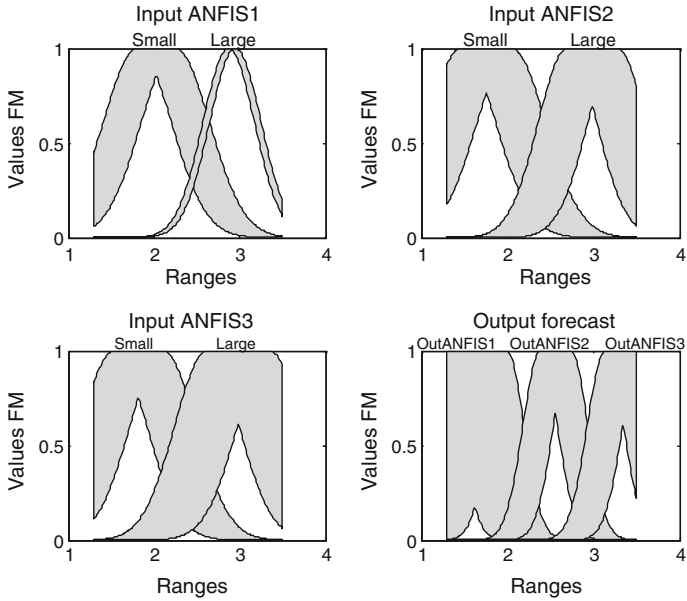 Input ANFIS1
Small Large
1
0.5
0
Values FM
1 2 3 4
Ranges
Input ANFIS2
Small Large
1
0.5
0
Values FM
1 2 3 4
Ranges
Input ANFIS3
Small Large
1
0.5
0
Values FM
1 2 3 4
Ranges
Output forecast
OutANFIS1 OutANFIS2 OutANFIS3
1
0.5
0
Values FM
1 2 3 4
Ranges